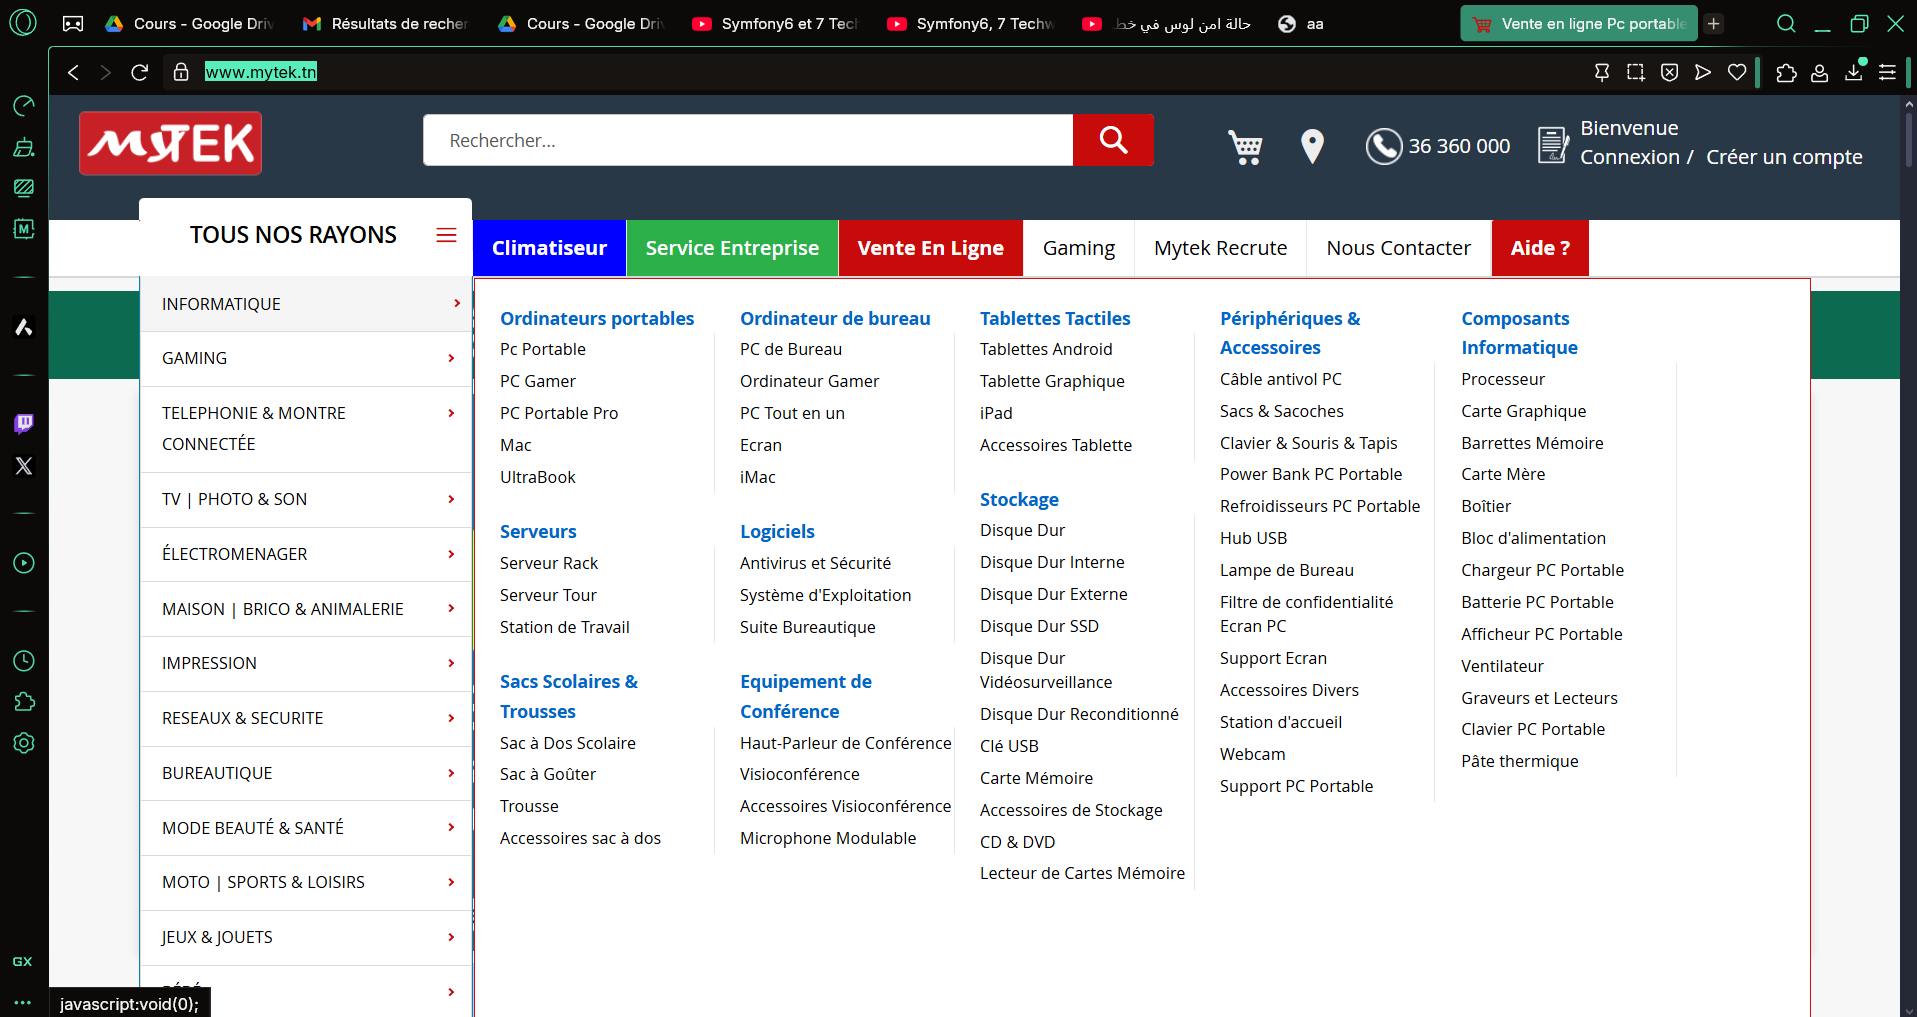 Cours - Google Driv
Résultats de recher
Cours - Google Driv
Symfony6 et 7 Tech
Symfony6, 7 Techw
حالة امن لوس في خط
aa
Vente en ligne Pc portable
www.mytek.tn
MYTEK
Rechercher...
36 360 000
Bienvenue
Connexion / Créer un compte
TOUS NOS RAYONS
Climatiseur
Service Entreprise
Vente En Ligne
Gaming
Mytek Recrute
Nous Contacter
Aide ?
INFORMATIQUE
GAMING
TELEPHONIE & MONTRE
CONNECTÉE
TV | PHOTO & SON
ÉLECTROMENAGER
MAISON | BRICO & ANIMALERIE
IMPRESSION
RESEAUX & SECURITE
BUREAUTIQUE
MODE BEAUTÉ & SANTÉ
MOTO | SPORTS & LOISIRS
JEUX & JOUETS
Ordinateurs portables
Pc Portable
PC Gamer
PC Portable Pro
Mac
UltraBook
Serveurs
Serveur Rack
Serveur Tour
Station de Travail
Sacs Scolaires &
Trousses
Sac à Dos Scolaire
Sac à Goûter
Trousse
Accessoires sac à dos
Ordinateur de bureau
PC de Bureau
Ordinateur Gamer
PC Tout en un
Ecran
iMac
Logiciels
Antivirus et Sécurité
Système d'Exploitation
Suite Bureautique
Equipement de
Conférence
Haut-Parleur de Conférence
Visioconférence
Accessoires Visioconférence
Microphone Modulable
Tablettes Tactiles
Tablettes Android
Tablette Graphique
iPad
Accessoires Tablette
Stockage
Disque Dur
Disque Dur Interne
Disque Dur Externe
Disque Dur SSD
Disque Dur
Vidéosurveillance
Disque Dur Reconditionné
Clé USB
Carte Mémoire
Accessoires de Stockage
CD & DVD
Lecteur de Cartes Mémoire
Périphériques &
Accessoires
Câble antivol PC
Sacs & Sacoches
Clavier & Souris & Tapis
Power Bank PC Portable
Refroidisseurs PC Portable
Hub USB
Lampe de Bureau
Filtre de confidentialité
Ecran PC
Support Ecran
Accessoires Divers
Station d'accueil
Webcam
Support PC Portable
Composants
Informatique
Processeur
Carte Graphique
Barrettes Mémoire
Carte Mère
Boîtier
Bloc d'alimentation
Chargeur PC Portable
Batterie PC Portable
Afficheur PC Portable
Ventilateur
Graveurs et Lecteurs
Clavier PC Portable
Pâte thermique
GX
javascript:void(0);